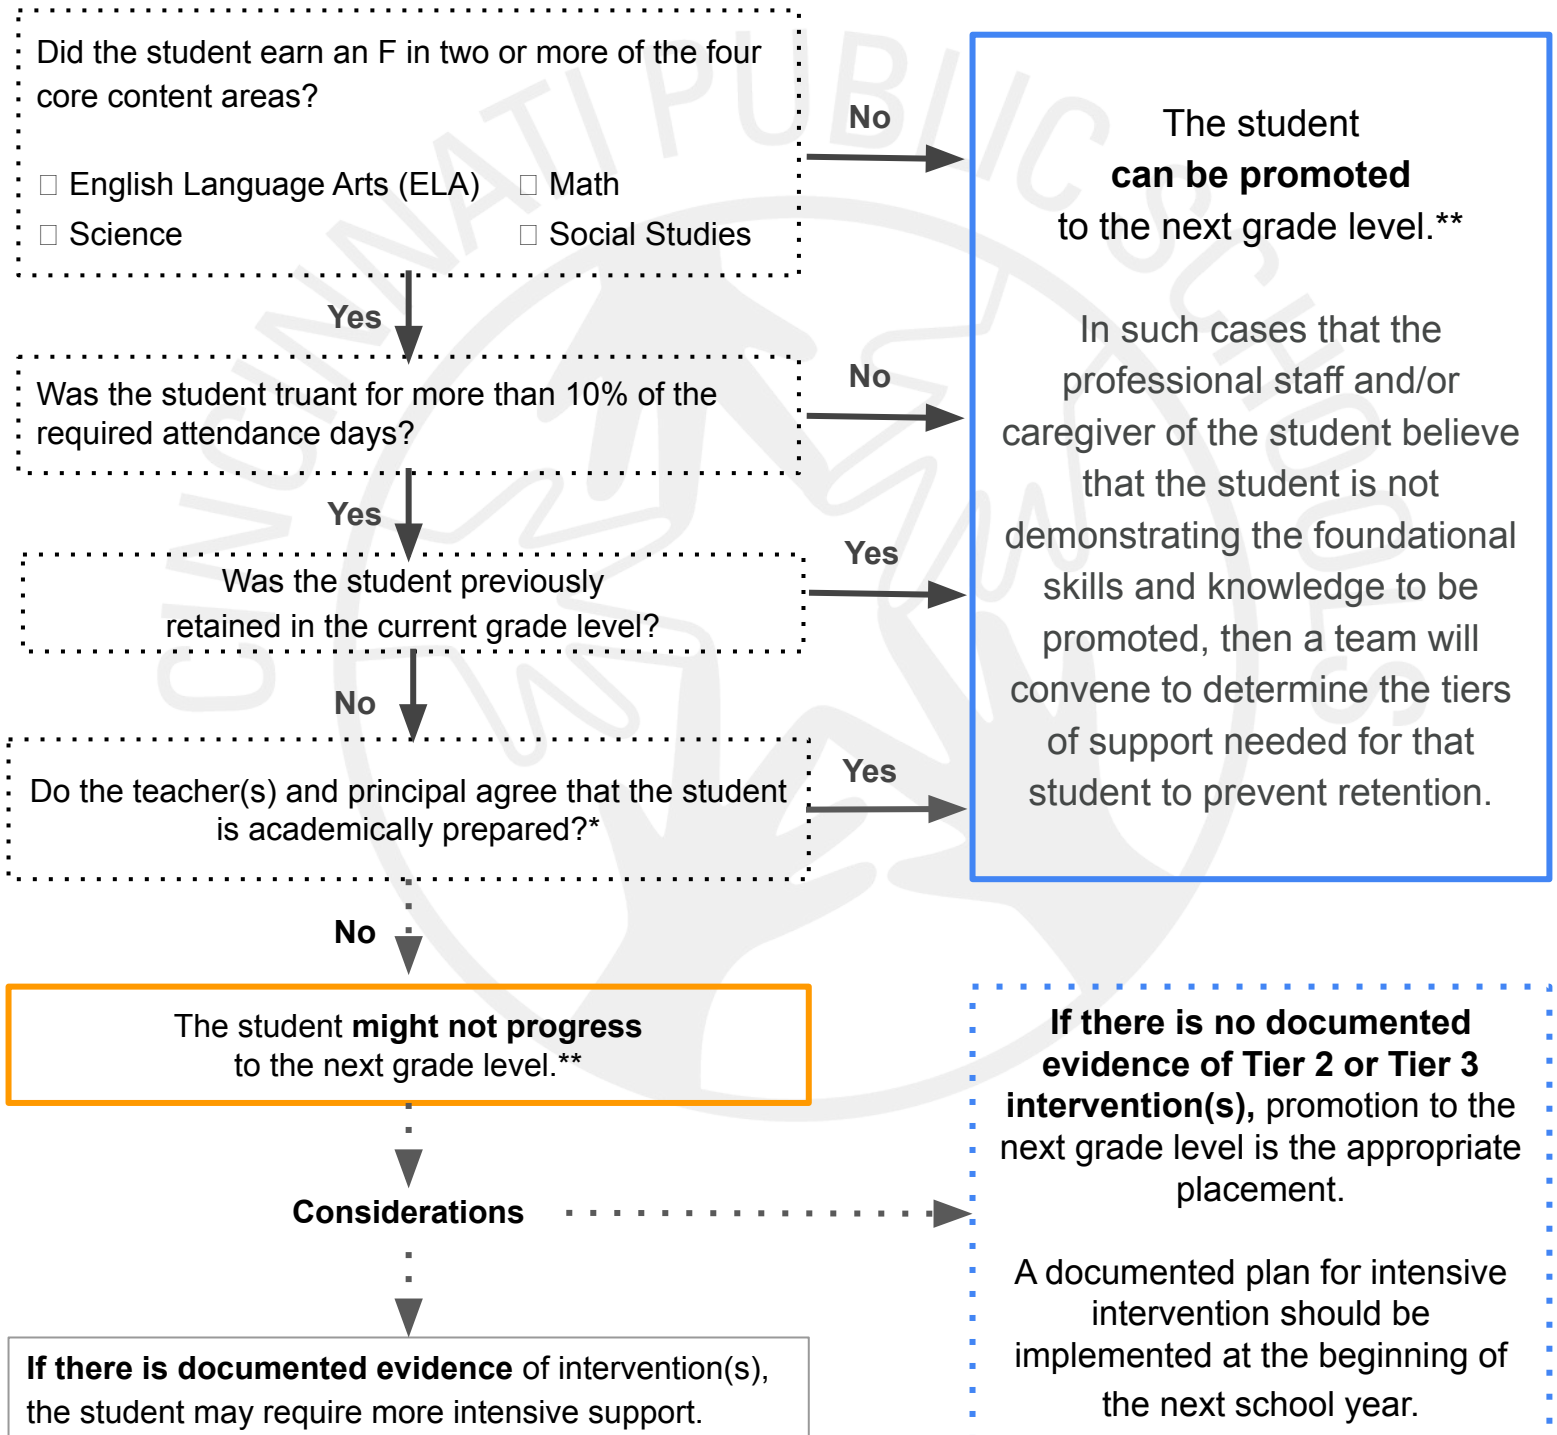 Did the student earn an F in two or more of the four
core content areas?
□ English Language Arts (ELA) □ Math
□ Science □ Social Studies
No
Yes
Was the student truant for more than 10% of the
required attendance days?
No
Yes
Was the student previously
retained in the current grade level?
Yes
No
Do the teacher(s) and principal agree that the student
is academically prepared?*
Yes
No
The student
can be promoted
to the next grade level.**
In such cases that the
professional staff and/or
caregiver of the student believe
that the student is not
demonstrating the foundational
skills and knowledge to be
promoted, then a team will
convene to determine the tiers
of support needed for that
student to prevent retention.
The student might not progress
to the next grade level.**
Considerations
If there is no documented
evidence of Tier 2 or Tier 3
intervention(s), promotion to the
next grade level is the appropriate
placement.
A documented plan for intensive
intervention should be
implemented at the beginning of
the next school year.
If there is documented evidence of intervention(s),
the student may require more intensive support.
CINCINNATI PUBLIC SCHOOLS